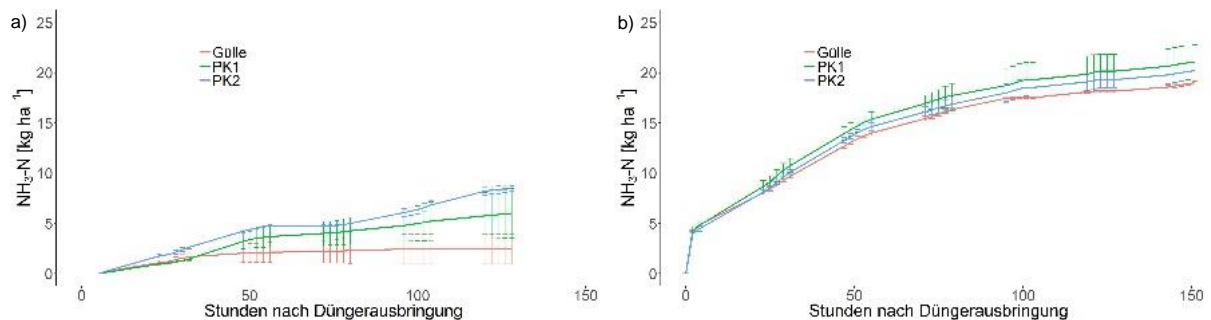 a)
NH₃-N [kg ha⁻¹]
25
20
15
10
5
0
Gülle
PK1
PK2
0 50 100 150
Stunden nach Düngerausbringung
b)
NH₃-N [kg ha⁻¹]
25
20
15
10
5
0
Gülle
PK1
PK2
0 50 100 150
Stunden nach Düngerausbringung